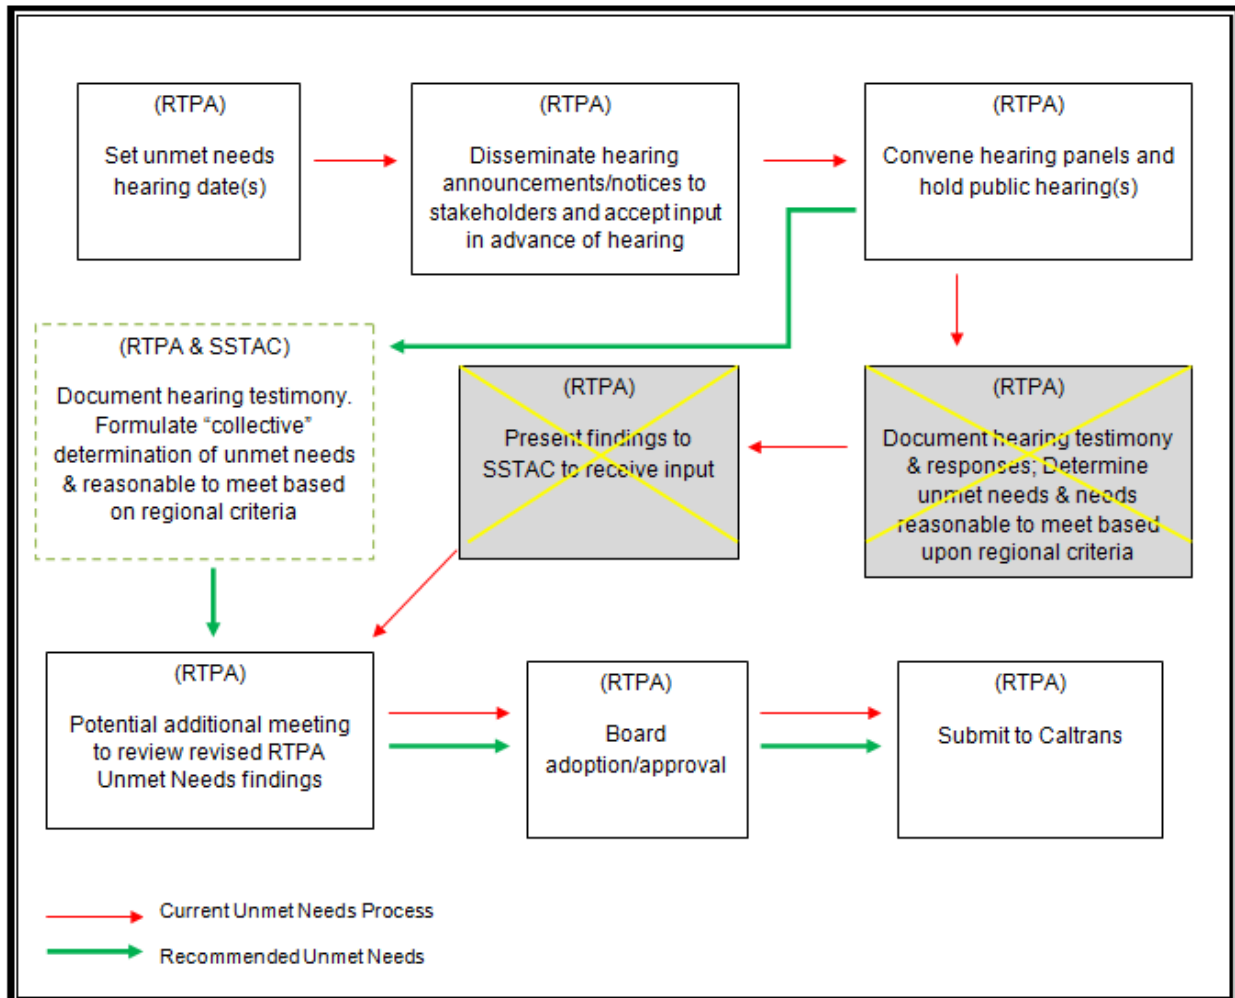 (RTPA)
Set unmet needs
hearing date(s)
(RTPA)
Disseminate hearing
announcements/notices to
stakeholders and accept input
in advance of hearing
(RTPA)
Convene hearing panels and
hold public hearing(s)
(RTPA & SSTAC)
Document hearing testimony.
Formulate “collective”
determination of unmet needs
& reasonable to meet based
on regional criteria
(RTPA)
Present findings to
SSTAC to receive input
(RTPA)
Document hearing testimony
& responses; Determine
unmet needs & needs
reasonable to meet based
upon regional criteria
(RTPA)
Potential additional meeting
to review revised RTPA
Unmet Needs findings
(RTPA)
Board
adoption/approval
(RTPA)
Submit to Caltrans
Current Unmet Needs Process
Recommended Unmet Needs